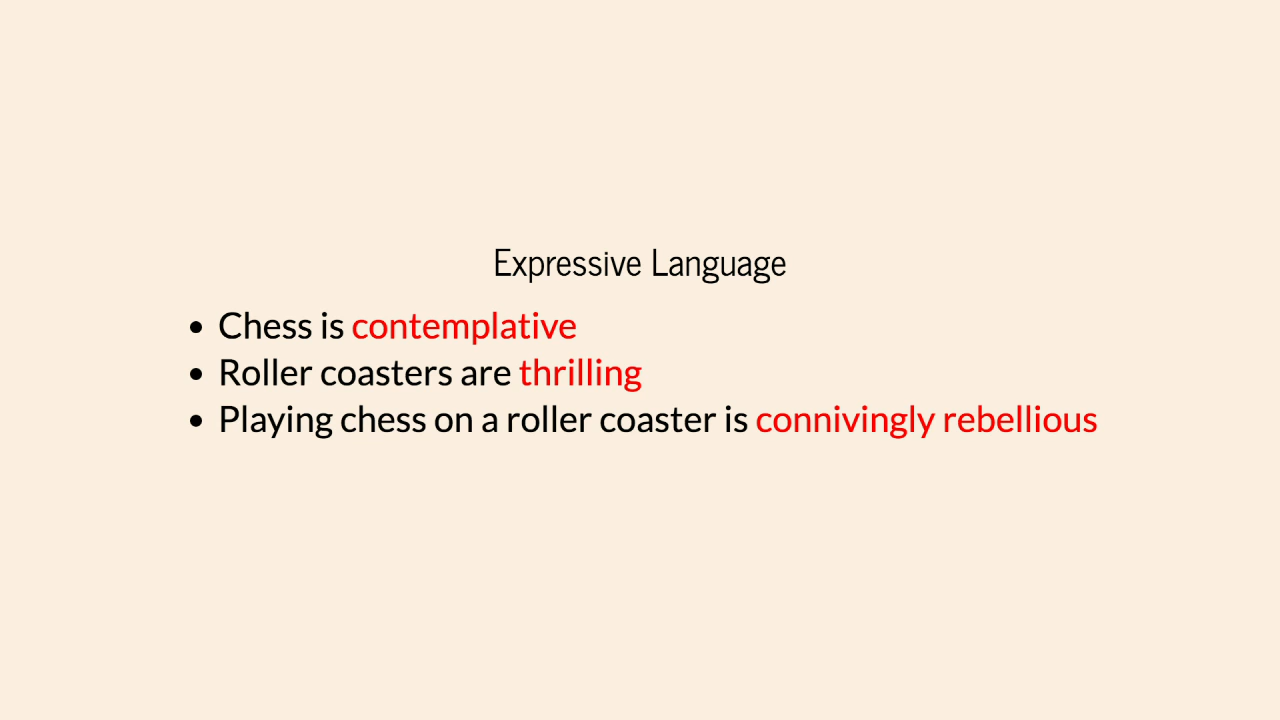 Expressive Language
• Chess is contemplative
• Roller coasters are thrilling
• Playing chess on a roller coaster is connivingly rebellious